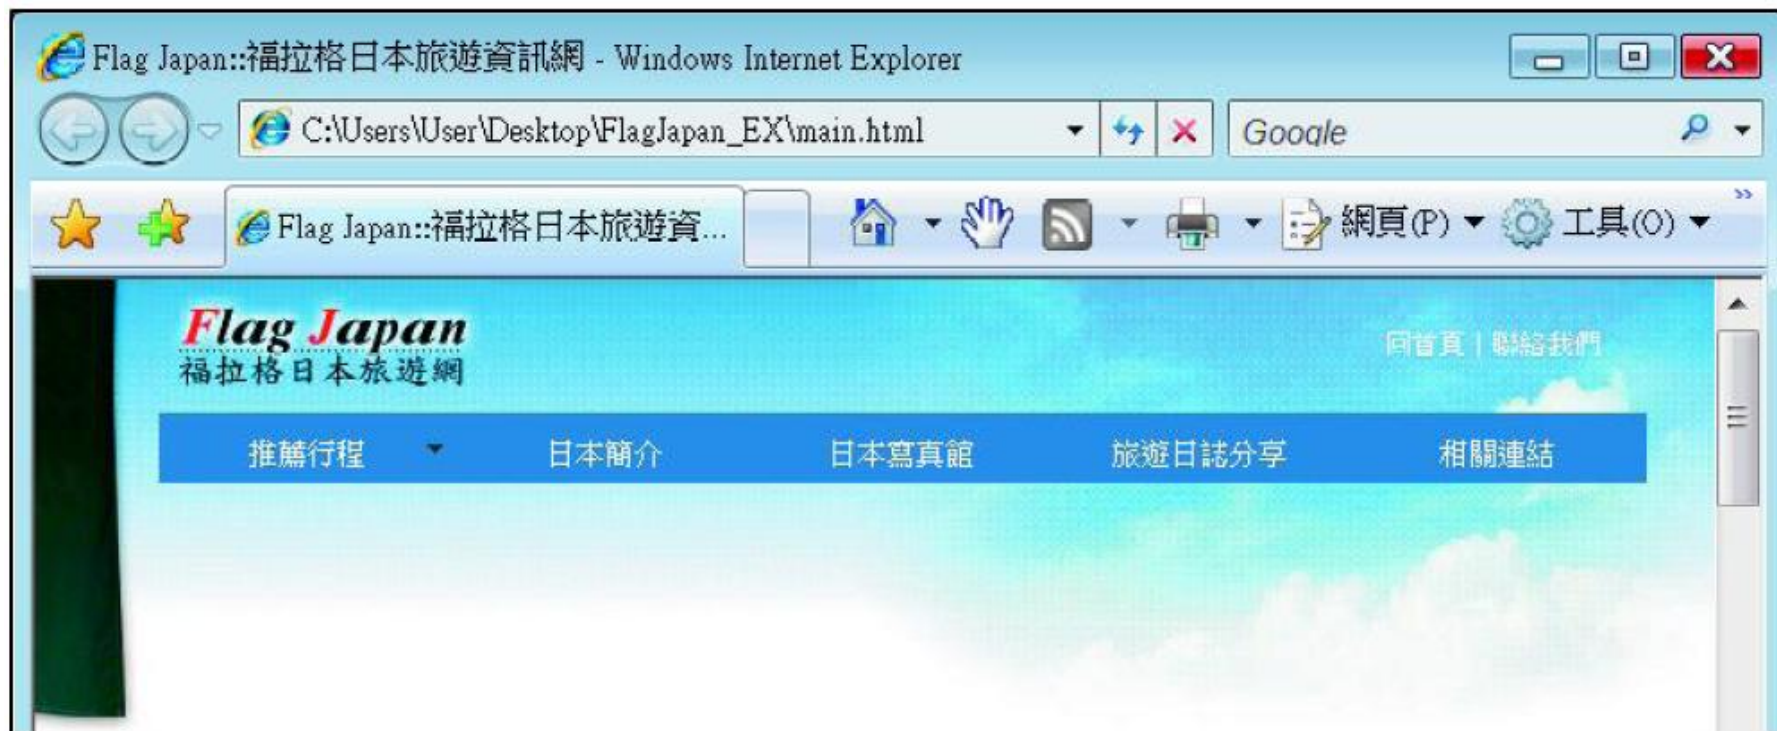 Flag Japan::福拉格日本旅遊資訊網 - Windows Internet Explorer
C:\Users\User\Desktop\FlagJapan_EX\main.html Google
Flag Japan::福拉格日本旅遊資... 網頁(P) 工具(O) »
Flag Japan
福拉格日本旅遊網
回首頁 | 聯絡我們
推薦行程 日本簡介 日本寫真館 旅遊日誌分享 相關連結